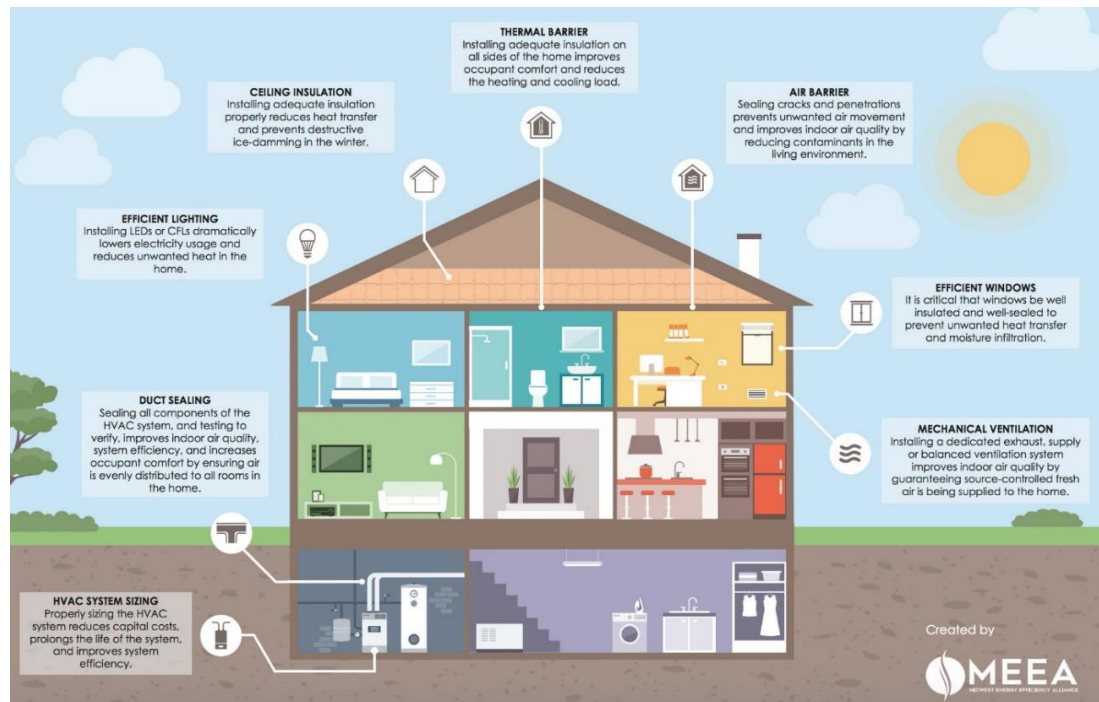 THERMAL BARRIER
Installing adequate insulation on
all sides of the home improves
occupant comfort and reduces
the heating and cooling load.
CEILING INSULATION
Installing adequate insulation
properly reduces heat transfer
and prevents destructive
ice-damming in the winter.
AIR BARRIER
Sealing cracks and penetrations
prevents unwanted air movement
and improves indoor air quality by
reducing contaminants in the
living environment.
EFFICIENT LIGHTING
Installing LEDs or CFLs dramatically
lowers electricity usage and
reduces unwanted heat in the
home.
EFFICIENT WINDOWS
It is critical that windows be well
insulated and well-sealed to
prevent unwanted heat transfer
and moisture infiltration.
DUCT SEALING
Sealing all components of the
HVAC system, and testing to
verify, improves indoor air quality,
system efficiency, and increases
occupant comfort by ensuring air
is evenly distributed to all rooms in
the home.
MECHANICAL VENTILATION
Installing a dedicated exhaust, supply
or balanced ventilation system
improves indoor air quality by
guaranteeing source-controlled fresh
air is being supplied to the home.
HVAC SYSTEM SIZING
Properly sizing the HVAC
system reduces capital costs,
prolongs the life of the system,
and improves system
efficiency.
Created by
MEEA
MIDWEST ENERGY EFFICIENCY ALLIANCE